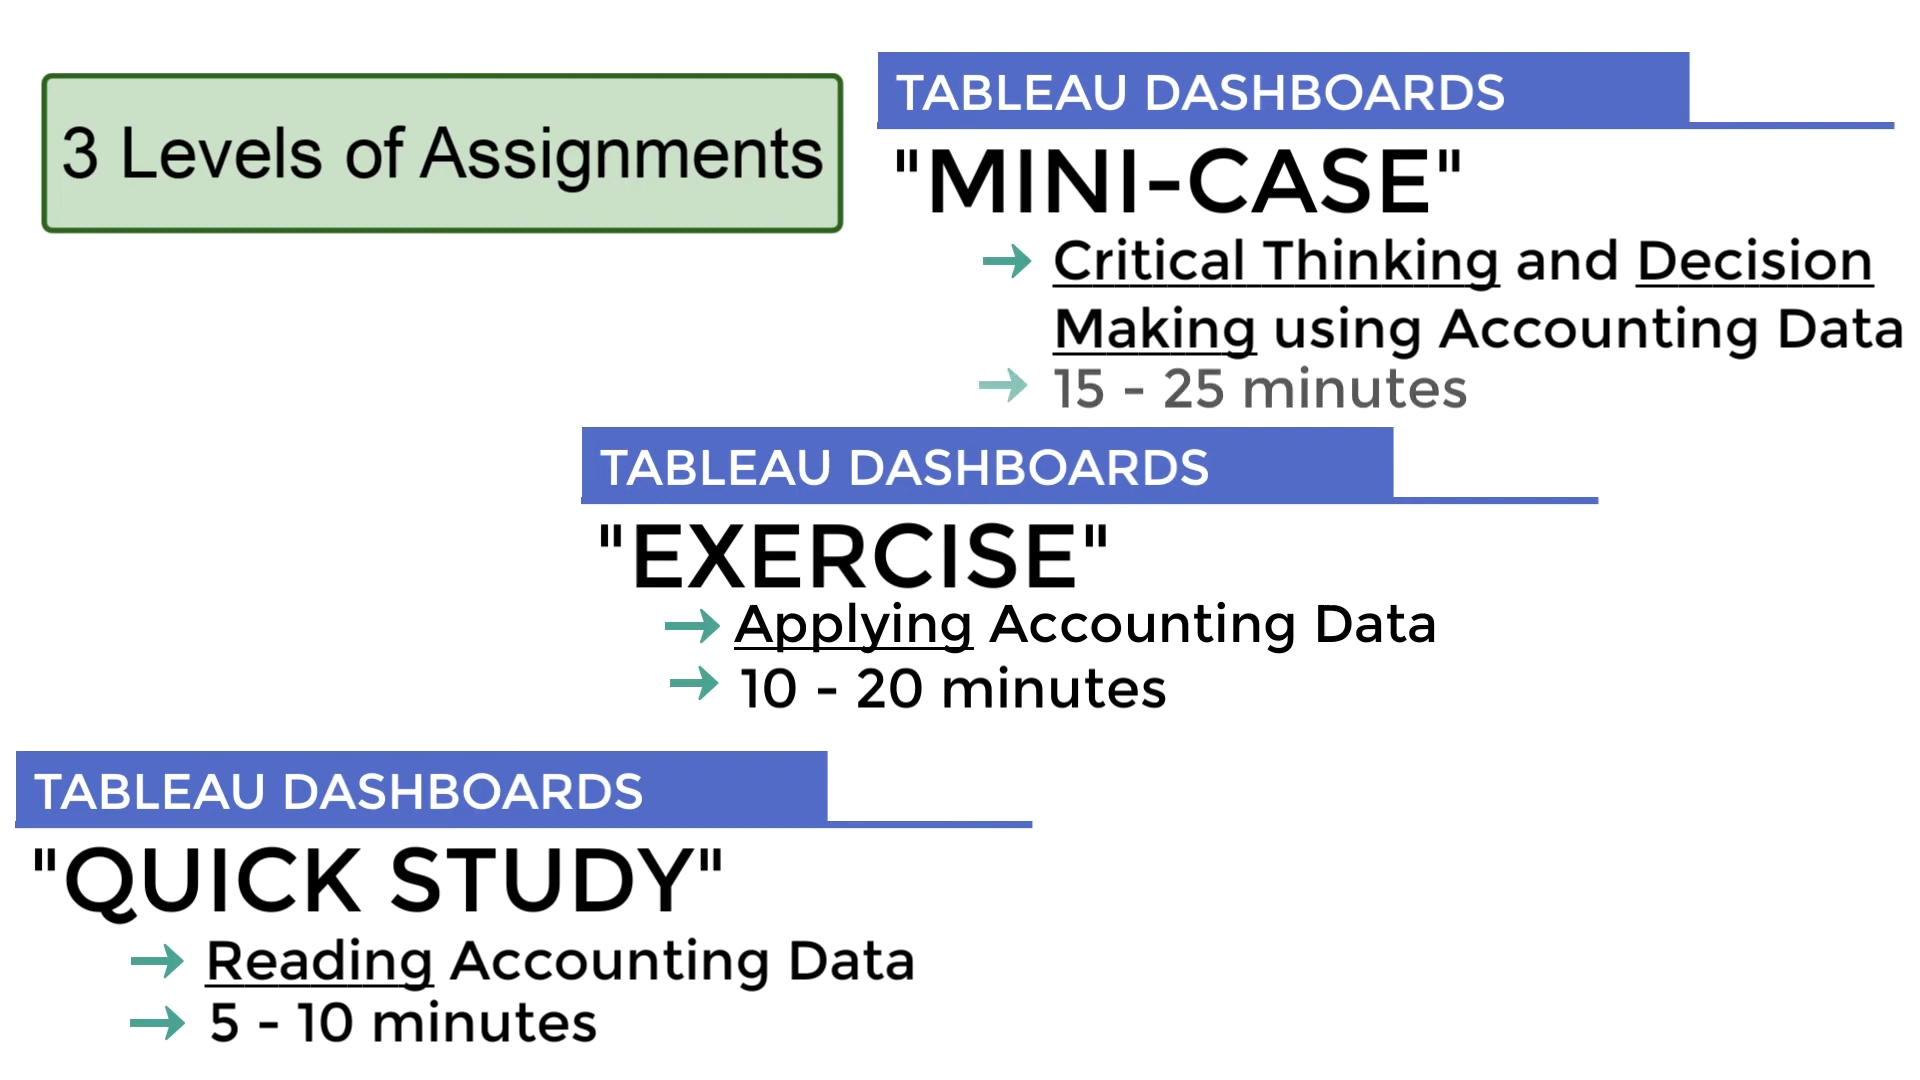 3 Levels of Assignments
TABLEAU DASHBOARDS
"MINI-CASE"
Critical Thinking and Decision
Making using Accounting Data
15 - 25 minutes
TABLEAU DASHBOARDS
"EXERCISE"
Applying Accounting Data
10 - 20 minutes
TABLEAU DASHBOARDS
"QUICK STUDY"
Reading Accounting Data
5 - 10 minutes